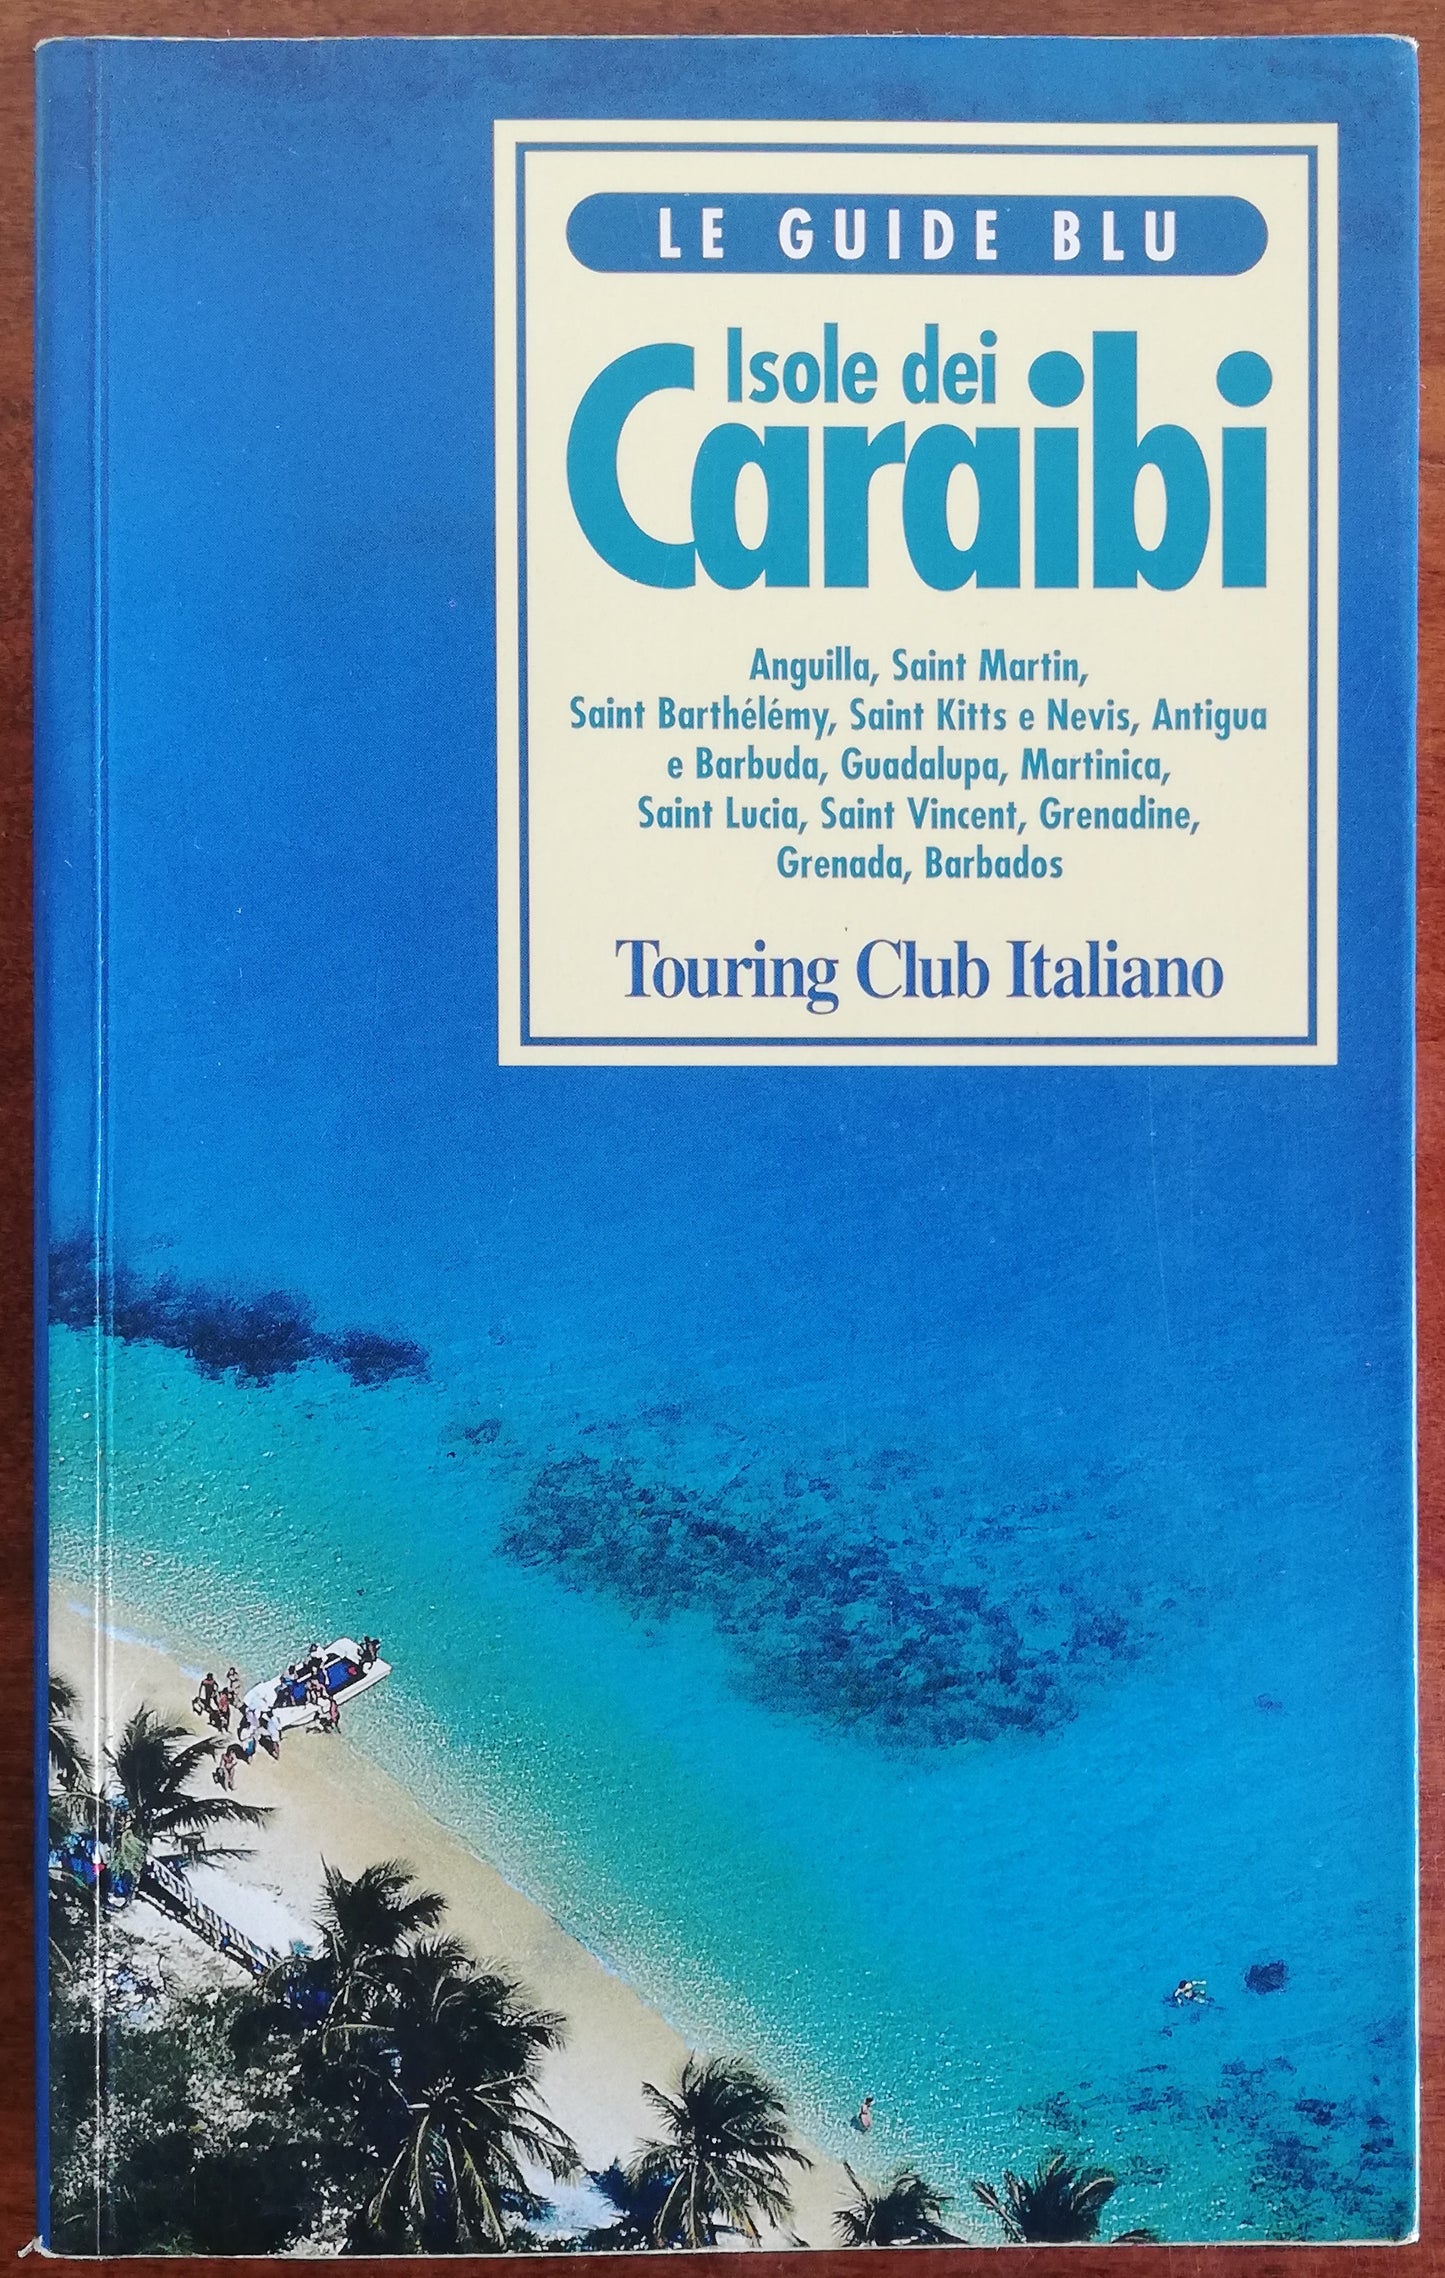 LE GUIDE BLU
Isole dei
Caraibi
Anguilla, Saint Martin,
Saint Barthélémy, Saint Kitts e Nevis, Antigua
e Barbuda, Guadalupa, Martinica,
Saint Lucia, Saint Vincent, Grenadine,
Grenada, Barbados
Touring Club Italiano